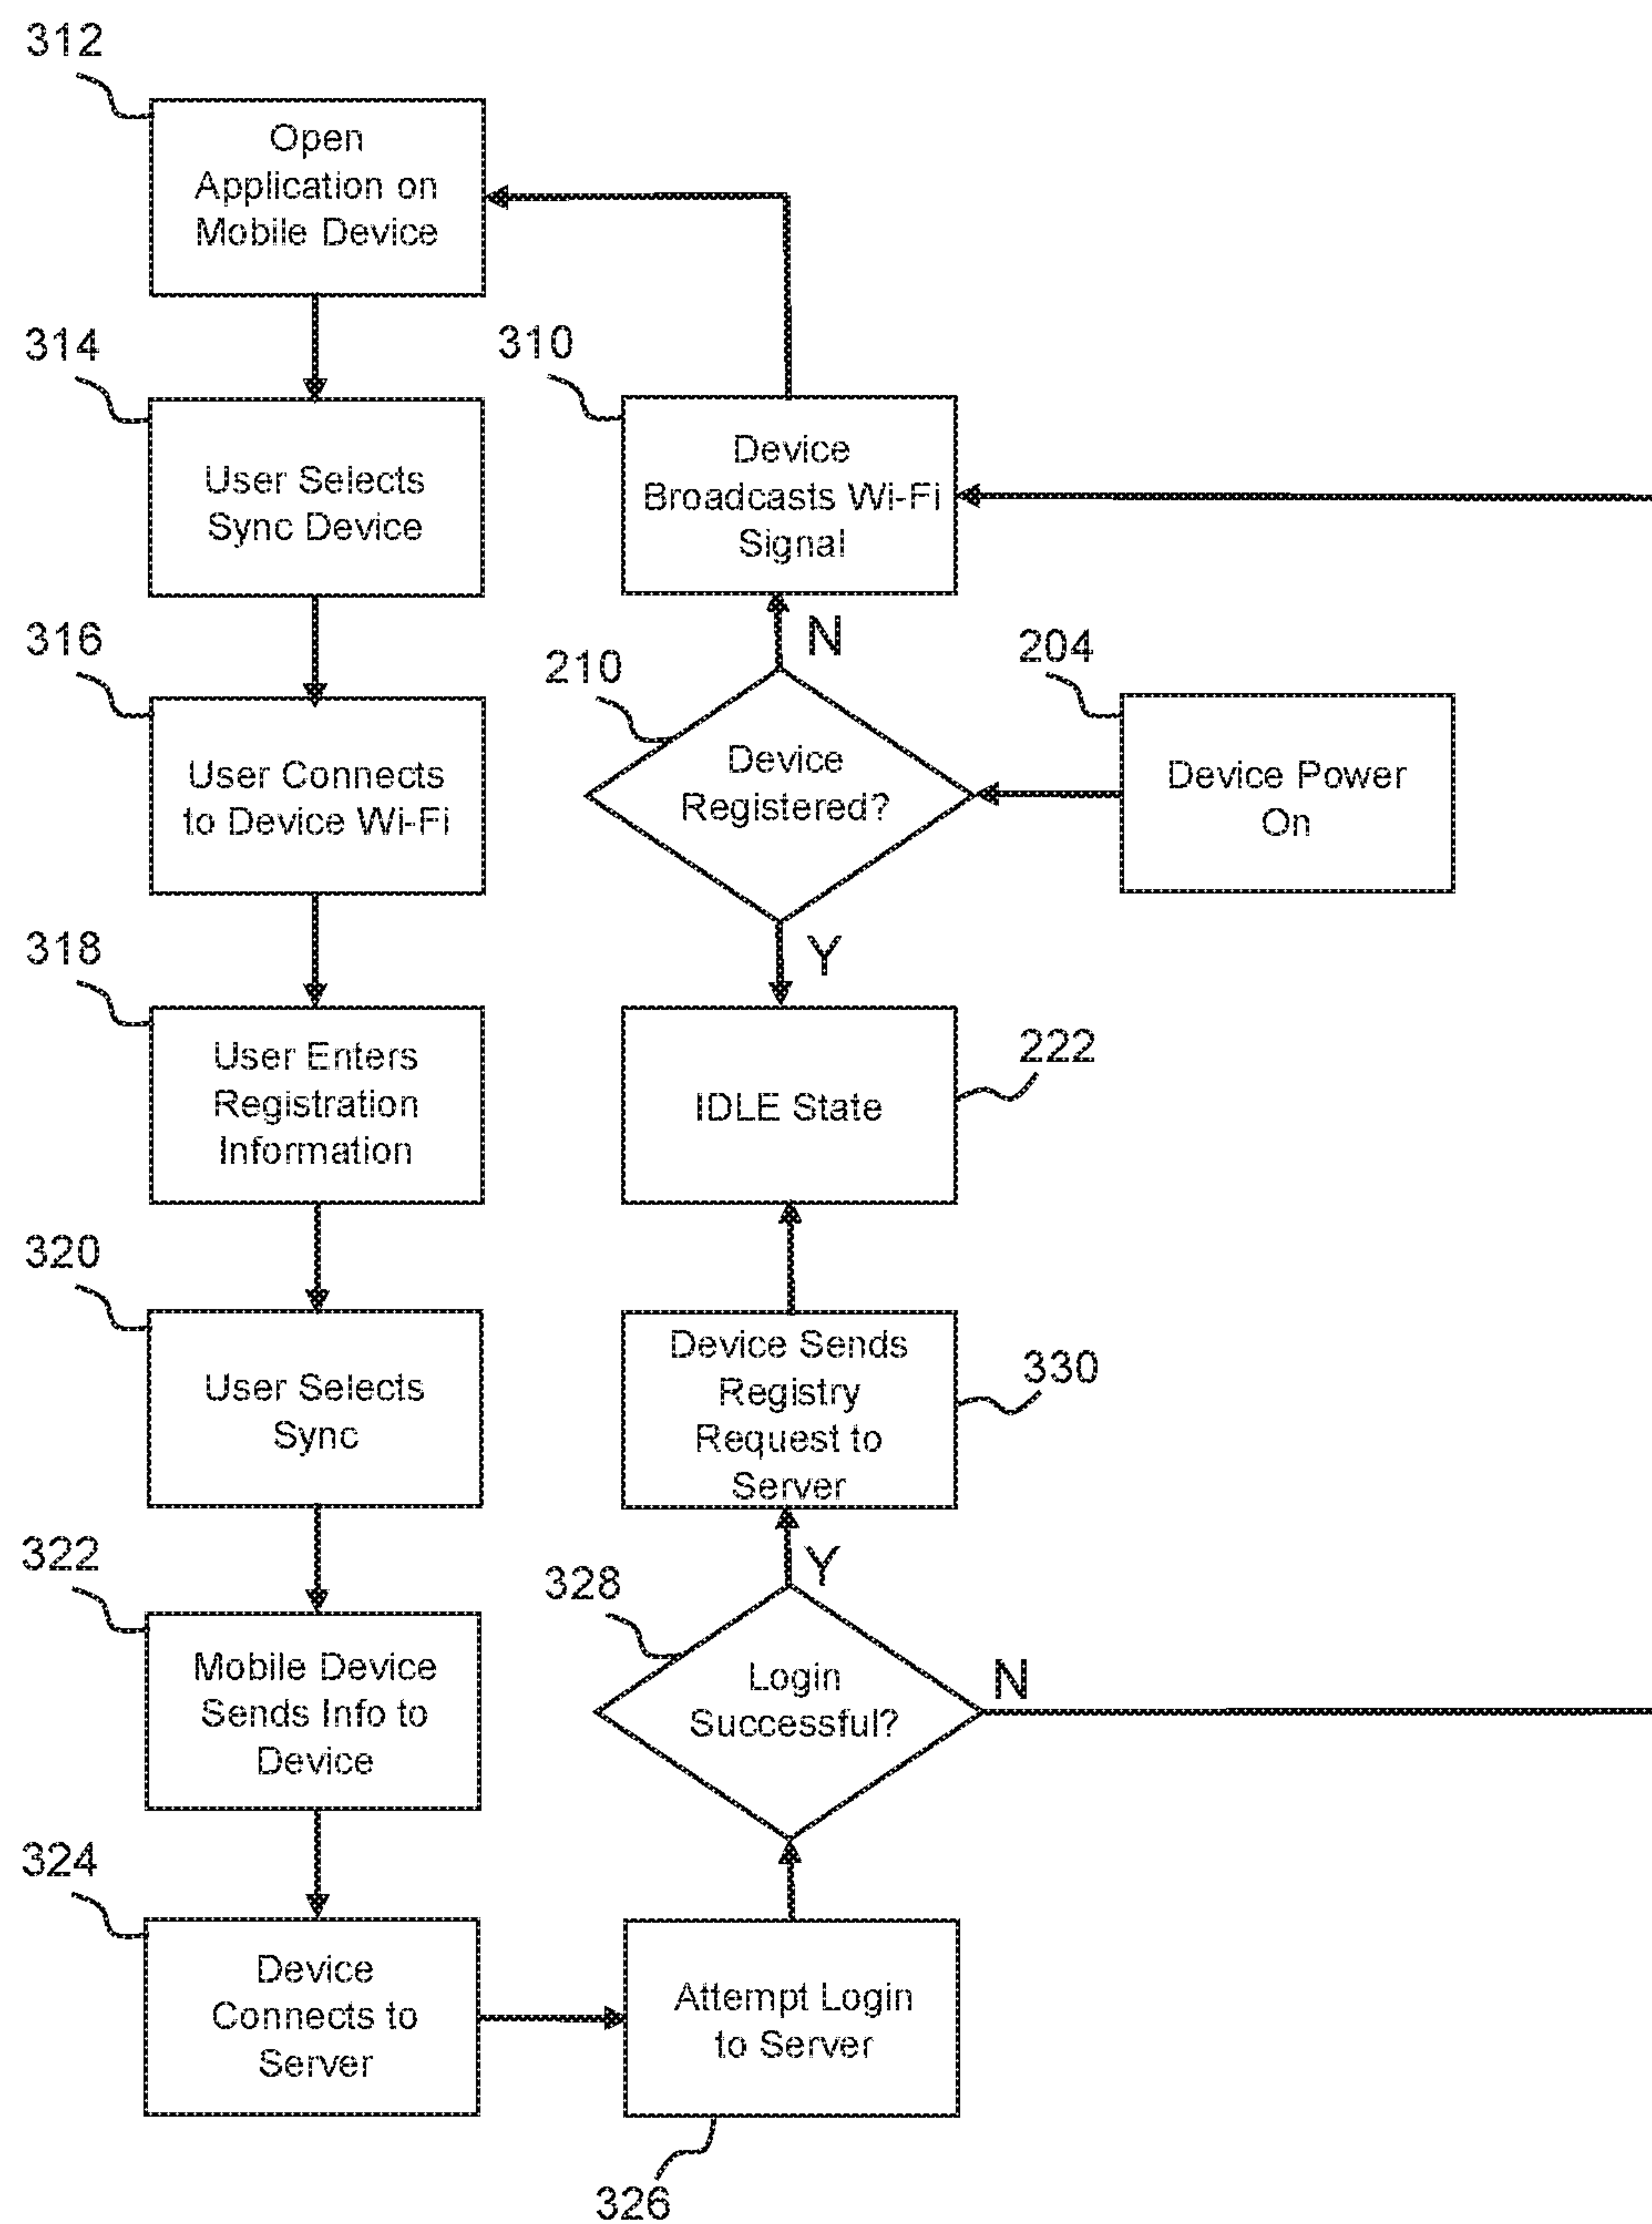 312
Open
Application on
Mobile Device
314
User Selects
Sync Device
310
Device
Broadcasts Wi-Fi
Signal
N
316
User Connects
to Device Wi-Fi
210
Device
Registered?
204
Device Power
On
Y
318
User Enters
Registration
Information
IDLE State
222
320
User Selects
Sync
Device Sends
Registry
Request to
Server
330
Y
322
Mobile Device
Sends Info to
Device
328
Login
Successful?
N
324
Device
Connects to
Server
Attempt Login
to Server
326